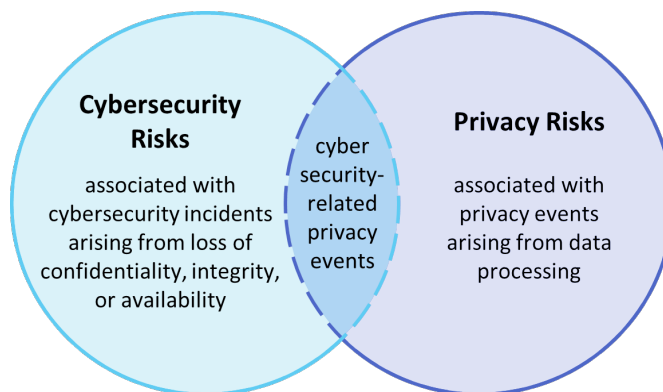 Cybersecurity
Risks
associated with
cybersecurity incidents
arising from loss of
confidentiality, integrity,
or availability
cyber
security-
related
privacy
events
Privacy Risks
associated with
privacy events
arising from data
processing